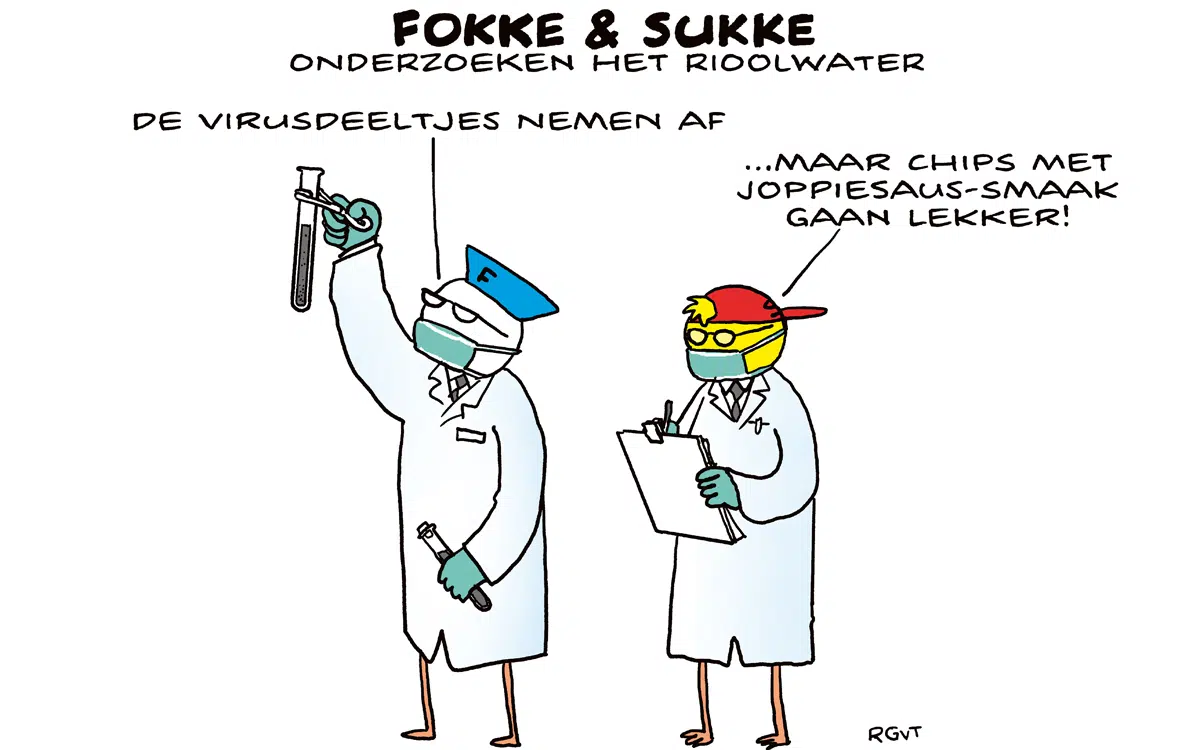 FOKKE & SUKKE
ONDERZOEKEN HET RIOOLWATER
DE VIRUSDEELTJES NEMEN AF
...MAAR CHIPS MET
JOPPIESAUS-SMAAK
GAAN LEKKER!
F
RGvT